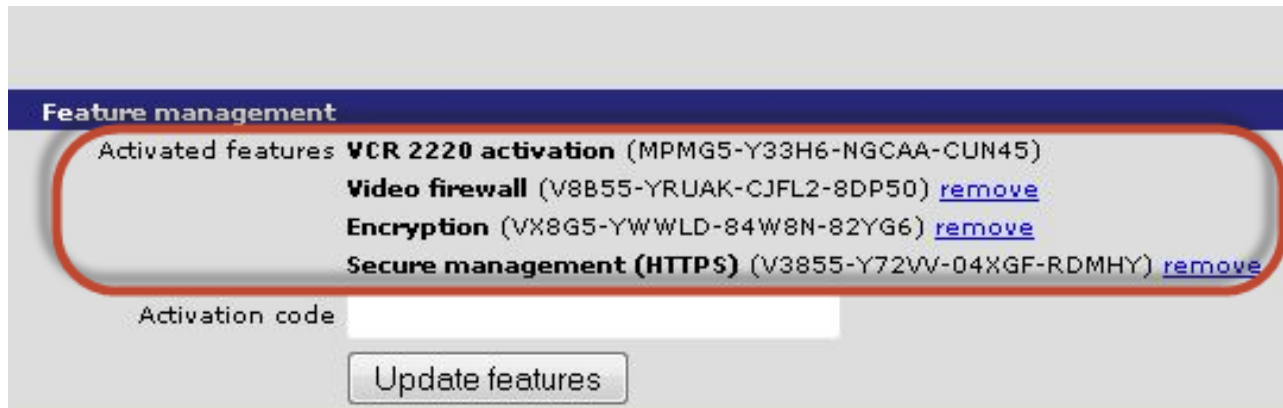 Feature management
Activated features VCR 2220 activation (MPMG5-Y33H6-NGCAA-CUN45)
Video firewall (V8B55-YRUAK-CJFL2-8DP50) remove
Encryption (VX8G5-YWWLD-84W8N-82YG6) remove
Secure management (HTTPS) (V3855-Y72VV-04XGF-RDMHY) remove
Activation code
Update features